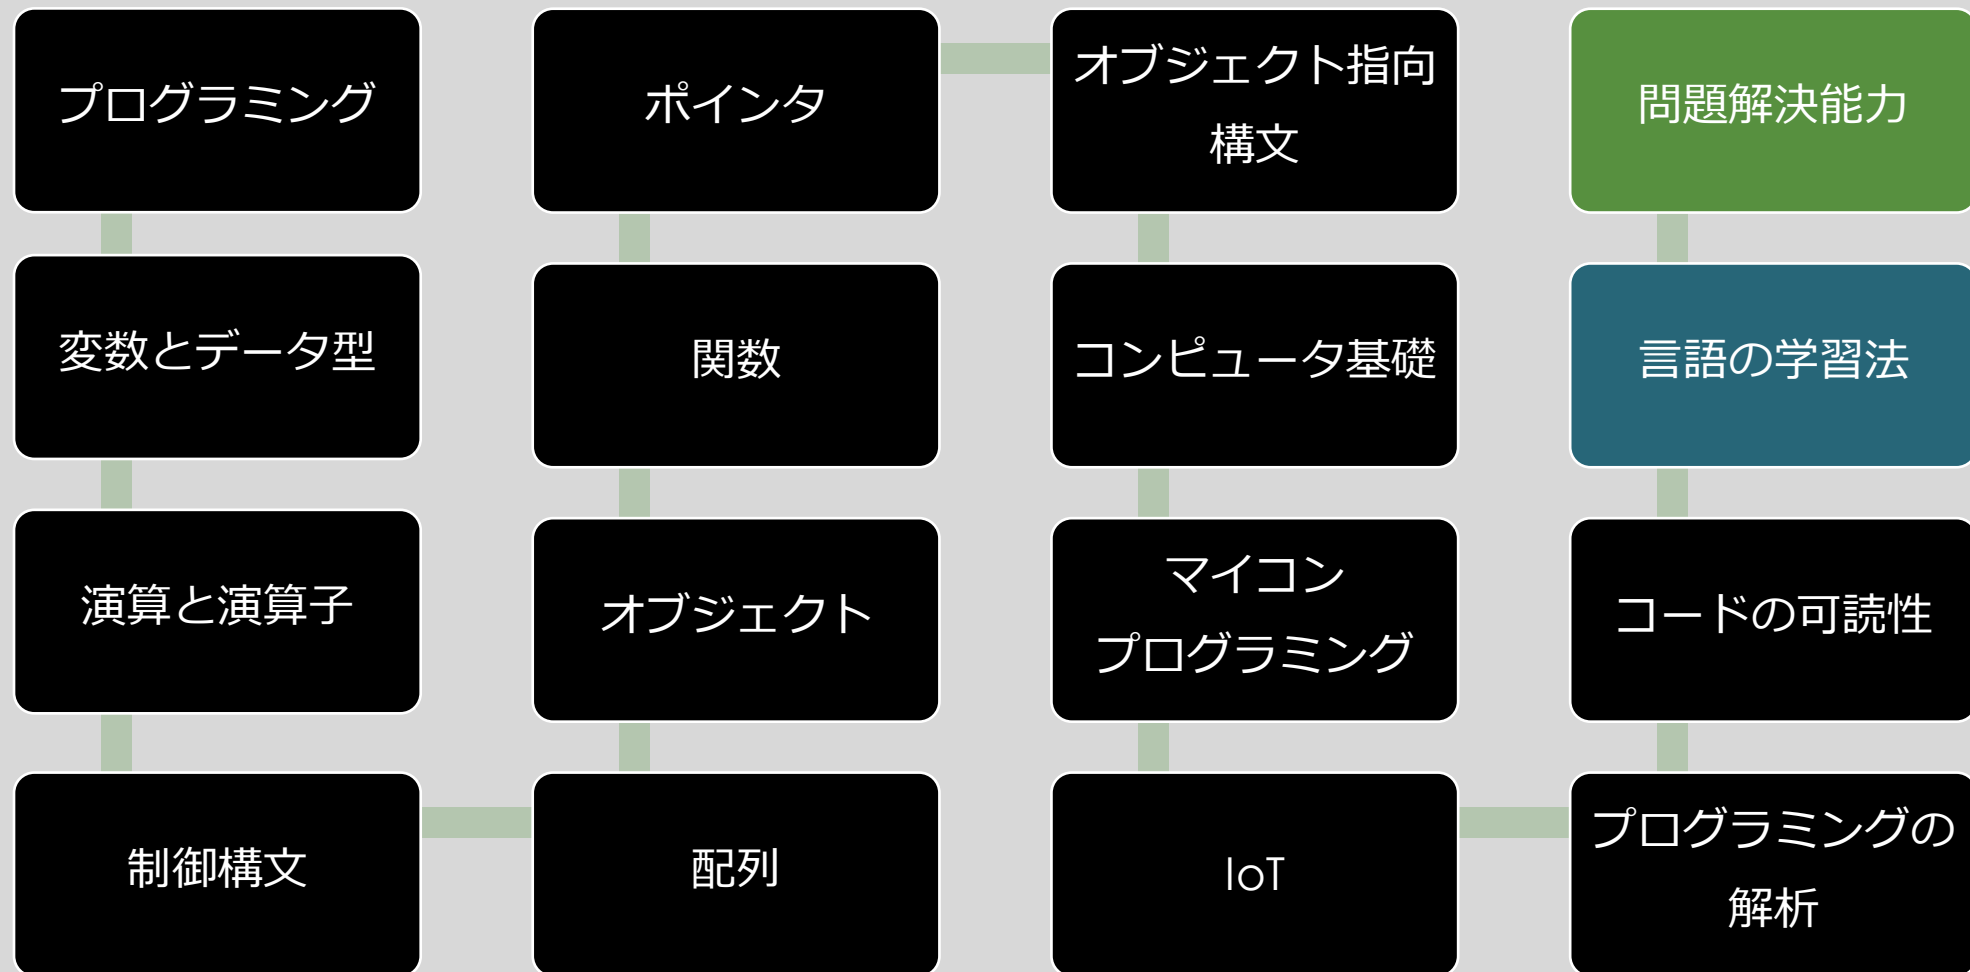 プログラミング
変数とデータ型
演算と演算子
制御構文
配列
オブジェクト
関数
ポインタ
オブジェクト指向
構文
コンピュータ基礎
マイコン
プログラミング
IoT
プログラミングの
解析
コードの可読性
言語の学習法
問題解決能力